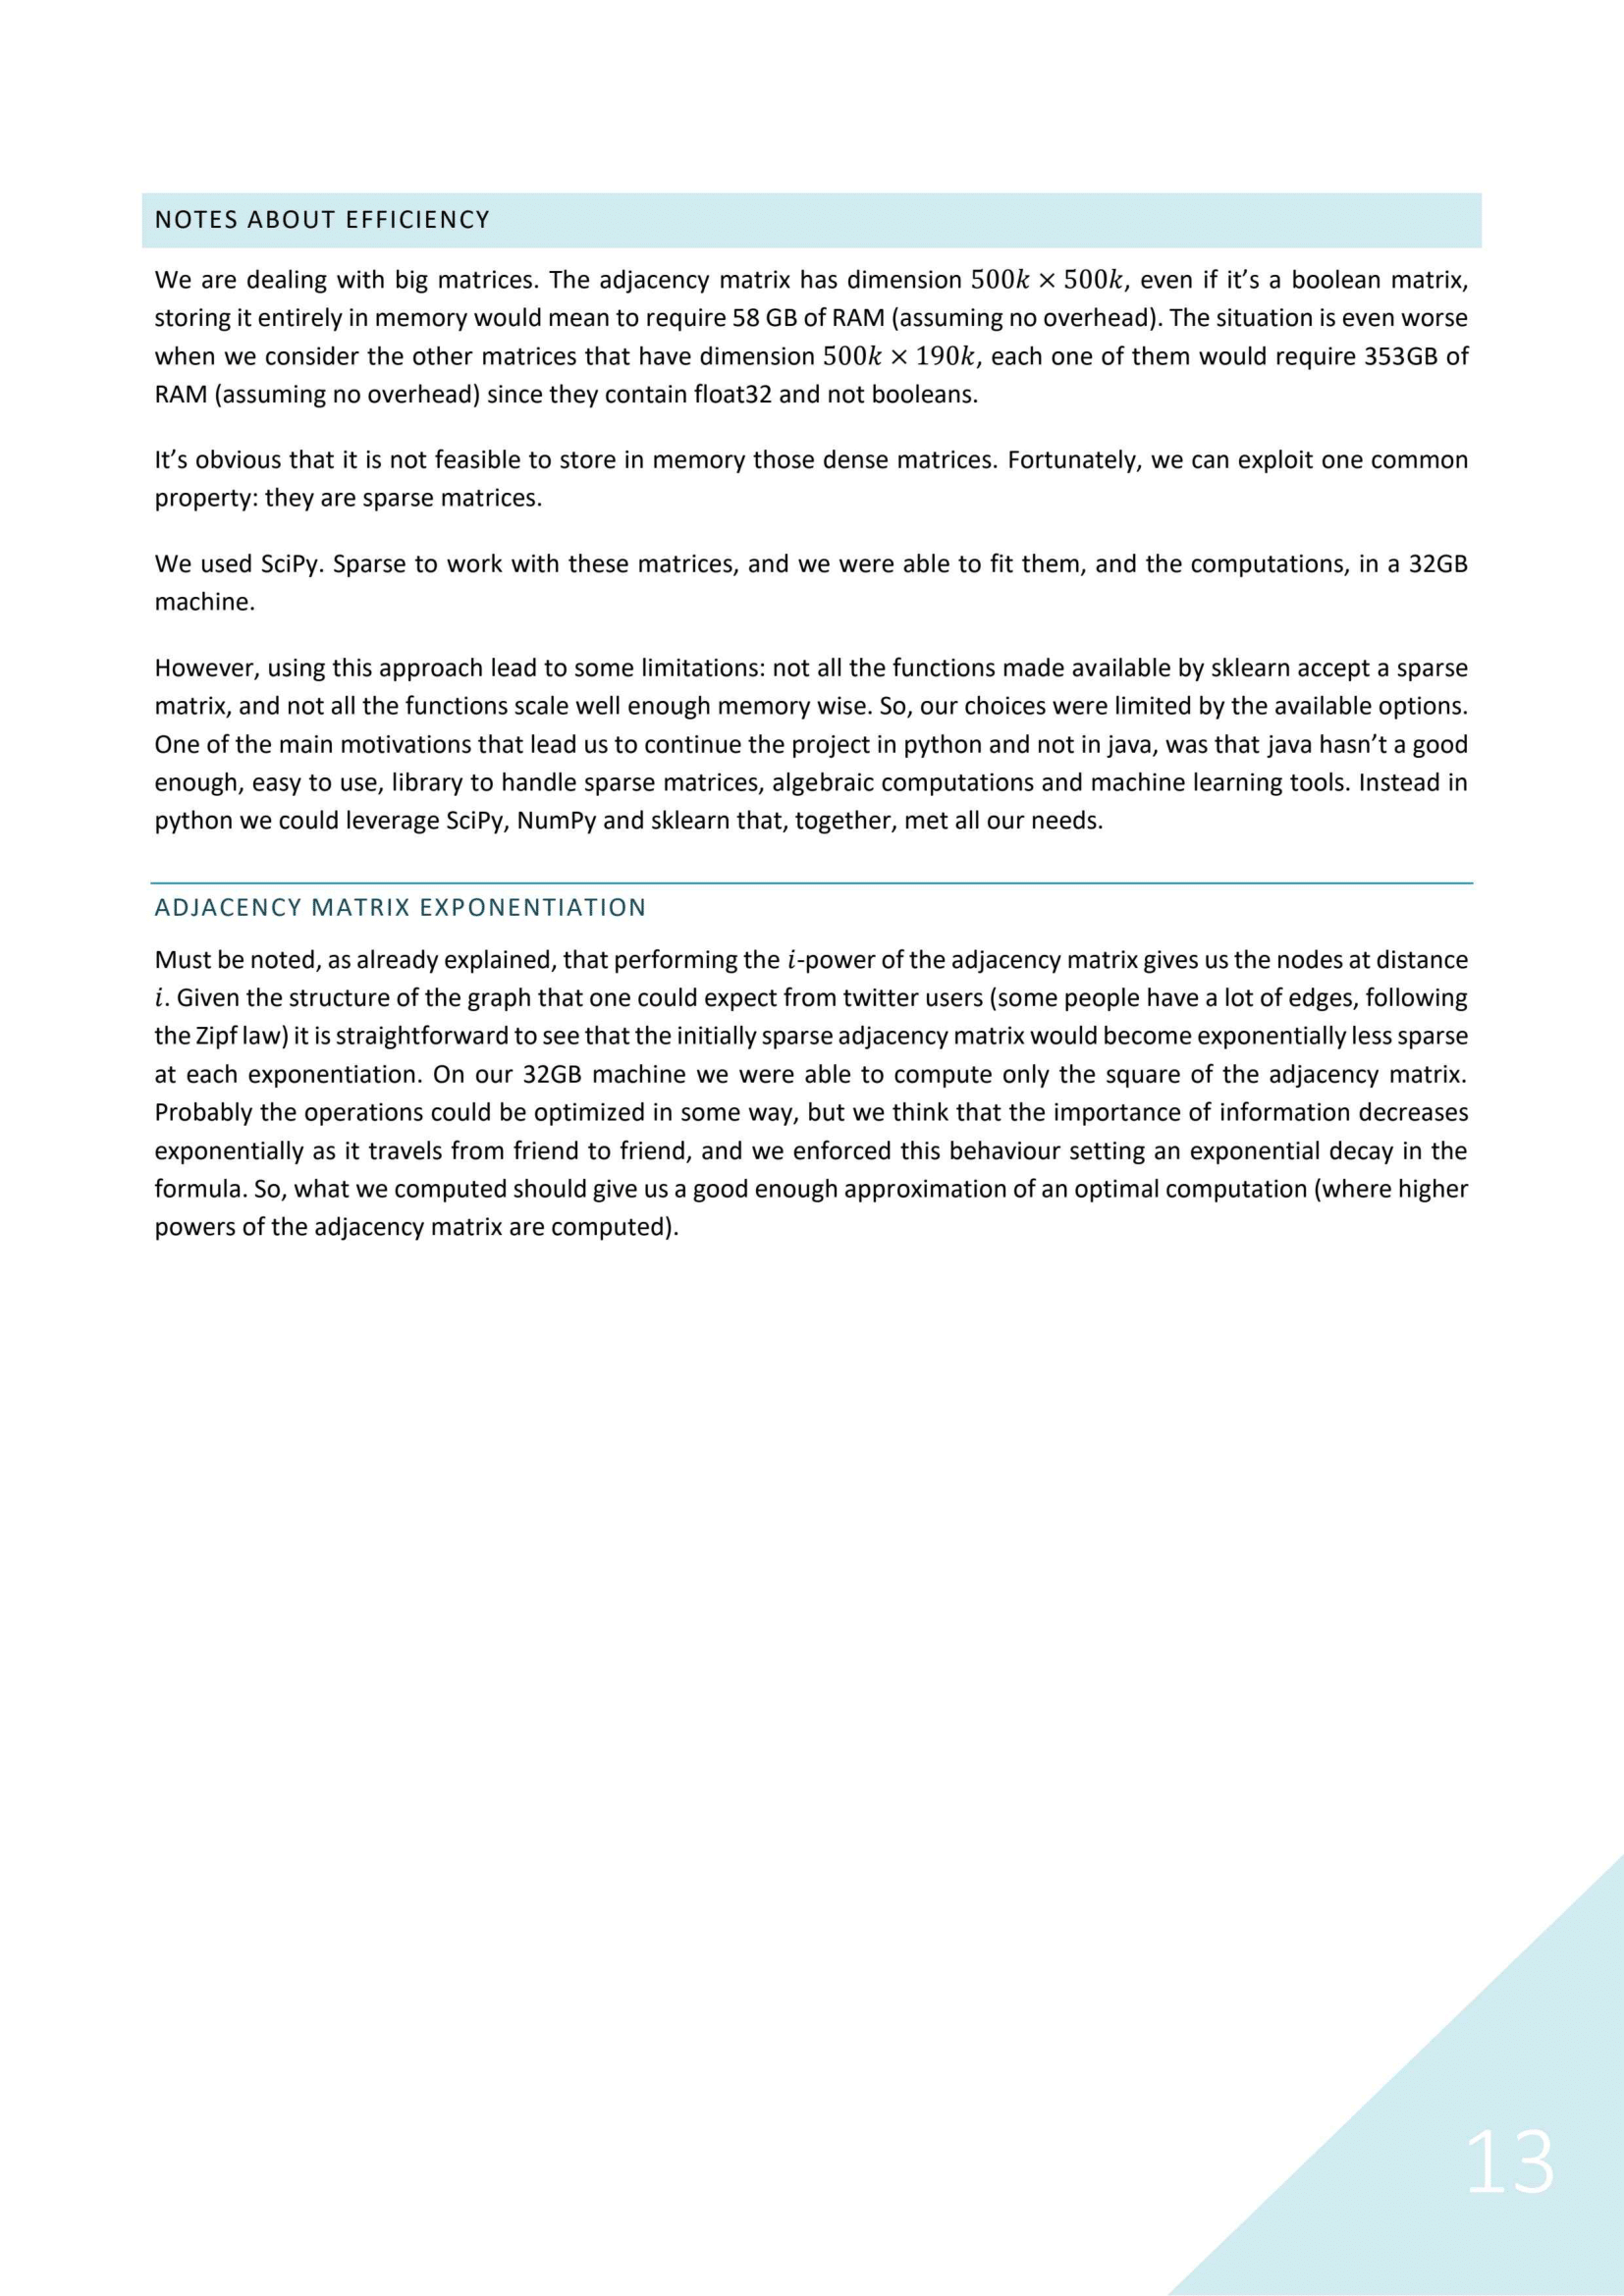 NOTES ABOUT EFFICIENCY
We are dealing with big matrices. The adjacency matrix has dimension 500k × 500k, even if it’s a boolean matrix,
storing it entirely in memory would mean to require 58 GB of RAM (assuming no overhead). The situation is even worse
when we consider the other matrices that have dimension 500k × 190k, each one of them would require 353GB of
RAM (assuming no overhead) since they contain float32 and not booleans.
It’s obvious that it is not feasible to store in memory those dense matrices. Fortunately, we can exploit one common
property: they are sparse matrices.
We used SciPy. Sparse to work with these matrices, and we were able to fit them, and the computations, in a 32GB
machine.
However, using this approach lead to some limitations: not all the functions made available by sklearn accept a sparse
matrix, and not all the functions scale well enough memory wise. So, our choices were limited by the available options.
One of the main motivations that lead us to continue the project in python and not in java, was that java hasn’t a good
enough, easy to use, library to handle sparse matrices, algebraic computations and machine learning tools. Instead in
python we could leverage SciPy, NumPy and sklearn that, together, met all our needs.
ADJACENCY MATRIX EXPONENTIATION
Must be noted, as already explained, that performing the i-power of the adjacency matrix gives us the nodes at distance
i. Given the structure of the graph that one could expect from twitter users (some people have a lot of edges, following
the Zipf law) it is straightforward to see that the initially sparse adjacency matrix would become exponentially less sparse
at each exponentiation. On our 32GB machine we were able to compute only the square of the adjacency matrix.
Probably the operations could be optimized in some way, but we think that the importance of information decreases
exponentially as it travels from friend to friend, and we enforced this behaviour setting an exponential decay in the
formula. So, what we computed should give us a good enough approximation of an optimal computation (where higher
powers of the adjacency matrix are computed).
13